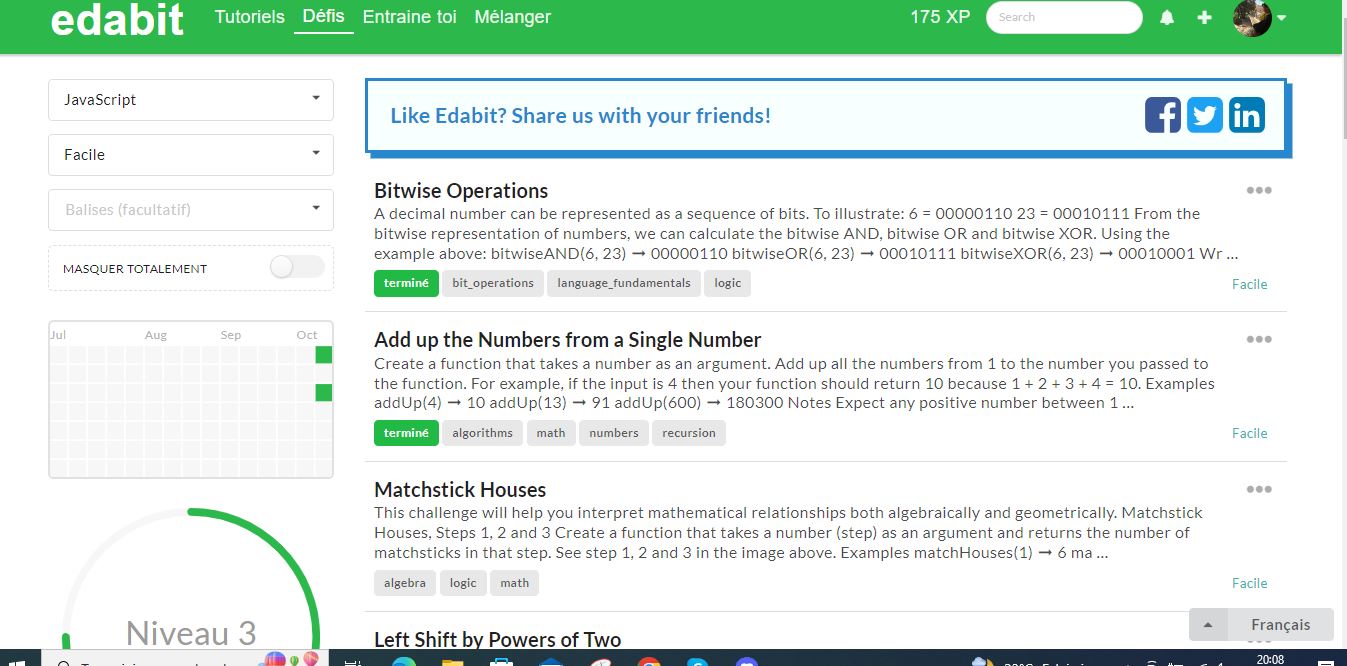 edabit
Tutoriels Défis Entraine toi Mélanger
175 XP
Search
JavaScript
Facile
Balises (facultatif)
MASQUER TOTALEMENT
Jul Aug Sep Oct
Niveau 3
Like Edabit? Share us with your friends!
Bitwise Operations
A decimal number can be represented as a sequence of bits. To illustrate: 6 = 00000110 23 = 00010111 From the
bitwise representation of numbers, we can calculate the bitwise AND, bitwise OR and bitwise XOR. Using the
example above: bitwiseAND(6, 23) ➞ 00000110 bitwiseOR(6, 23) ➞ 00010111 bitwiseXOR(6, 23) ➞ 00010001 Wr ...
terminé bit_operations language_fundamentals logic
Facile
Add up the Numbers from a Single Number
Create a function that takes a number as an argument. Add up all the numbers from 1 to the number you passed to
the function. For example, if the input is 4 then your function should return 10 because 1 + 2 + 3 + 4 = 10. Examples
addUp(4) ➞ 10 addUp(13) ➞ 91 addUp(600) ➞ 180300 Notes Expect any positive number between 1 ...
terminé algorithms math numbers recursion
Facile
Matchstick Houses
This challenge will help you interpret mathematical relationships both algebraically and geometrically. Matchstick
Houses, Steps 1, 2 and 3 Create a function that takes a number (step) as an argument and returns the number of
matchsticks in that step. See step 1, 2 and 3 in the image above. Examples matchHouses(1) ➞ 6 ma ...
algebra logic math
Facile
Left Shift by Powers of Two
Français
20:08